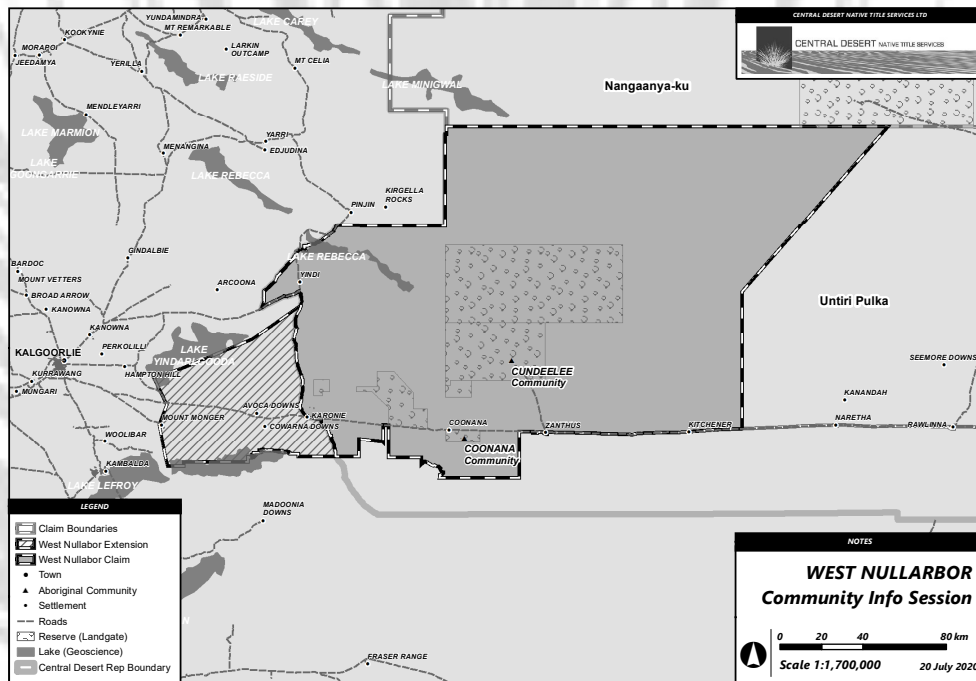 CENTRAL DESERT NATIVE TITLE SERVICES LTD
CENTRAL DESERT NATIVE TITLE SERVICES
YUNDAMINDRA
MT REMARKABLE
LAKE CAREY
KOOKYNIE
MORAPOI
LARKIN
OUTCAMP
JEEDAMYA
YERILLA
LAKE RAESIDE
MT CELIA
LAKE MINIGWAL
Nangaanya-ku
MENDLEYARRI
LAKE MARMION
YARRI
MENANGINA
EDJUDINA
LAKE
GOONGARRIE
LAKE REBECCA
KIRGELLA
ROCKS
PINJIN
GINDALBIE
BARDOC
LAKE REBECCA
MOUNT VETTERS
YINDI
ARCOONA
BROAD ARROW
KANOWNA
Untiri Pulka
KANOWNA
KALGOORLIE
PERKOLILLI
LAKE
YINDARLGOODA
SEEMORE DOWNS
HAMPTON HILL
CUNDEELEE
Community
KURRAWANG
MUNGARI
KANANDAH
AVOCA DOWNS
KARONIE
MOUNT MONGER
COWARNA DOWNS
COONANA
ZANTHUS
KITCHENER
NARETHA
RAWLINNA
WOOLIBAR
COONANA
Community
KAMBALDA
LAKE LEFROY
MADOONIA
DOWNS
FRASER RANGE
LEGEND
Claim Boundaries
West Nullabor Extension
West Nullabor Claim
Town
Aboriginal Community
Settlement
Roads
Reserve (Landgate)
Lake (Geoscience)
Central Desert Rep Boundary
NOTES
WEST NULLARBOR
Community Info Session
0 20 40 80 km
Scale 1:1,700,000
20 July 2020